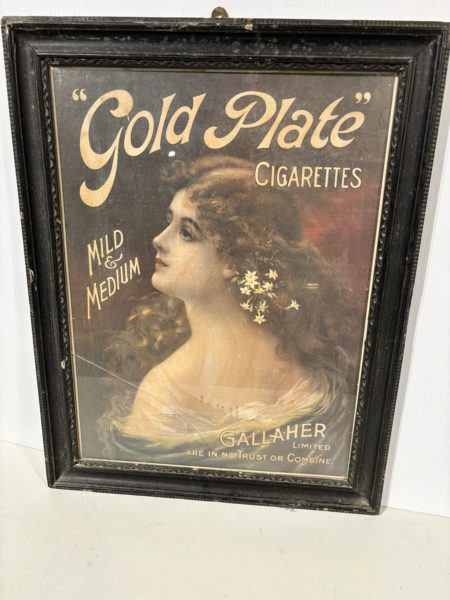 "Gold Plate"
CIGARETTES
MILD
&
MEDIUM
GALLAHER
LIMITED
ARE IN NO TRUST OR COMBINE.